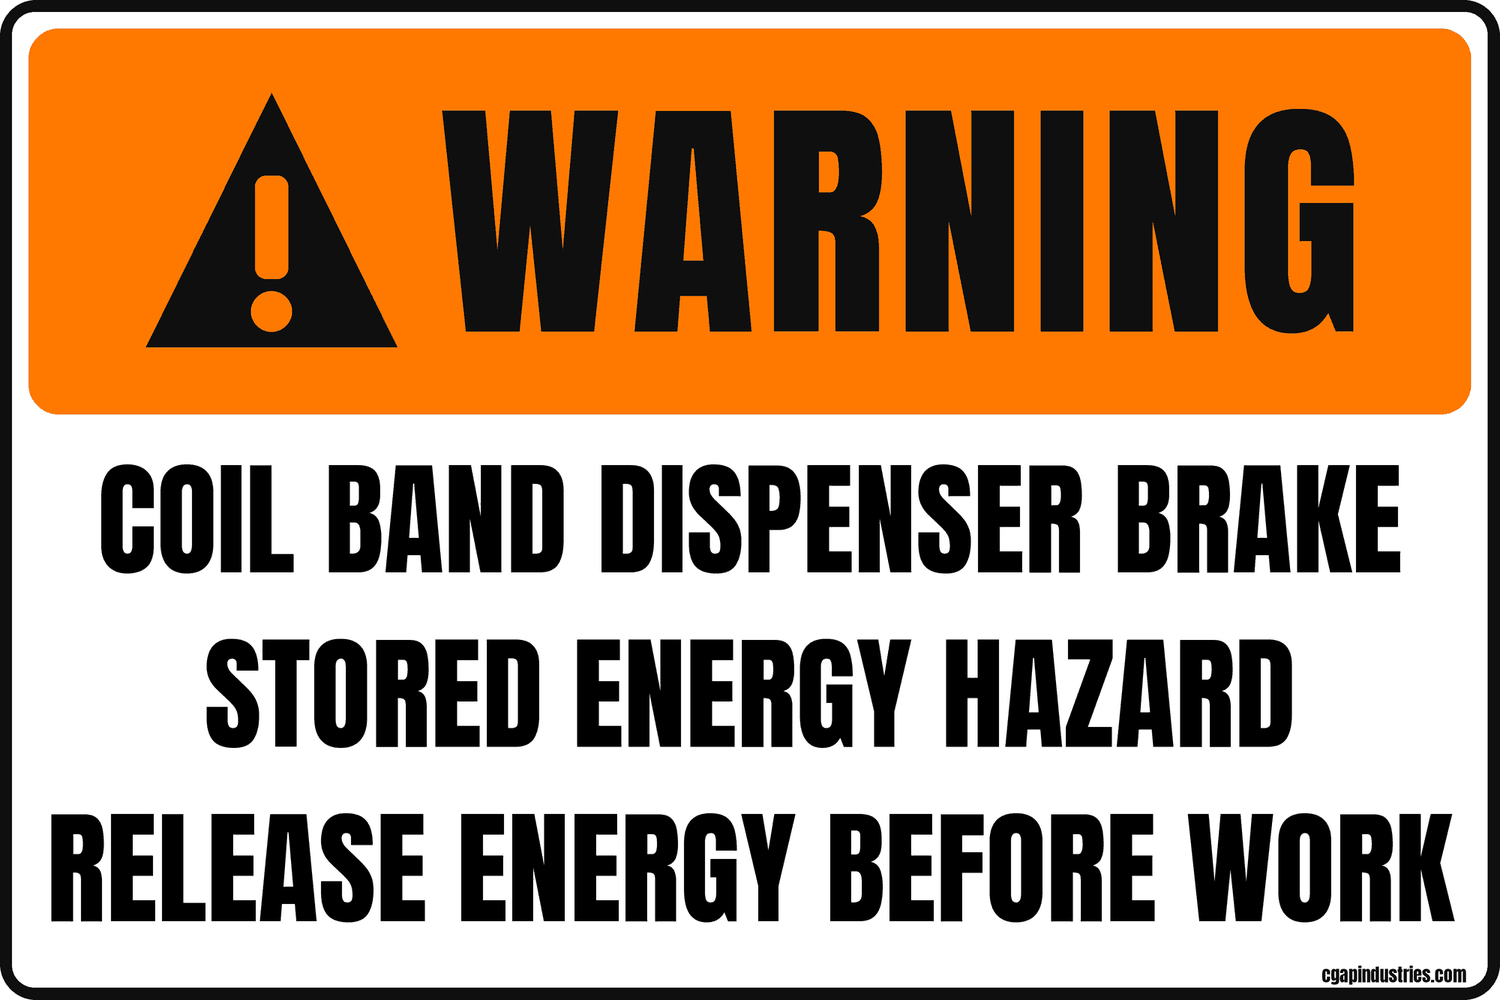 WARNING
COIL BAND DISPENSER BRAKE
STORED ENERGY HAZARD
RELEASE ENERGY BEFORE WORK
cgapindustries.com